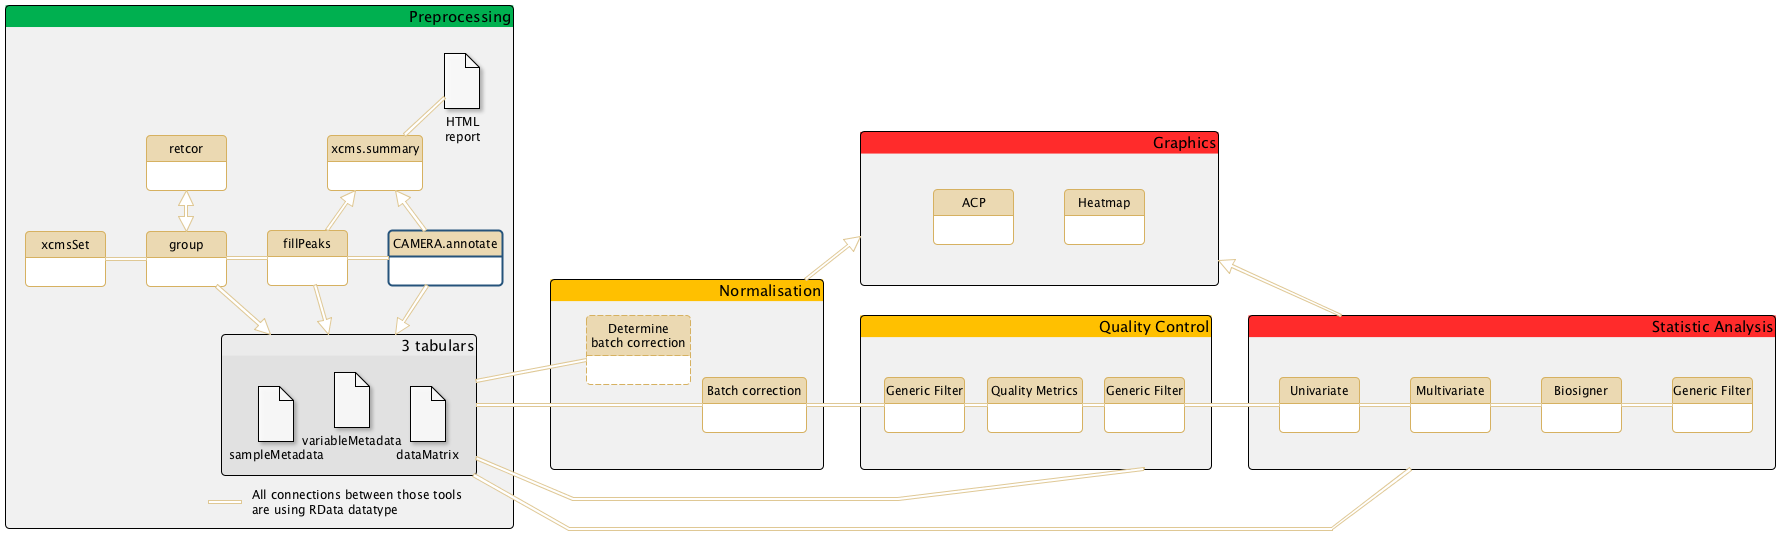 Preprocessing
HTML
report
retcor
xcms.summary
xcmsSet
group
fillPeaks
CAMERA.annotate
3 tabulars
sampleMetadata
variableMetadata
dataMatrix
All connections between those tools
are using RData datatype
Normalisation
Determine
batch correction
Batch correction
Graphics
ACP
Heatmap
Quality Control
Generic Filter
Quality Metrics
Generic Filter
Statistic Analysis
Univariate
Multivariate
Biosigner
Generic Filter